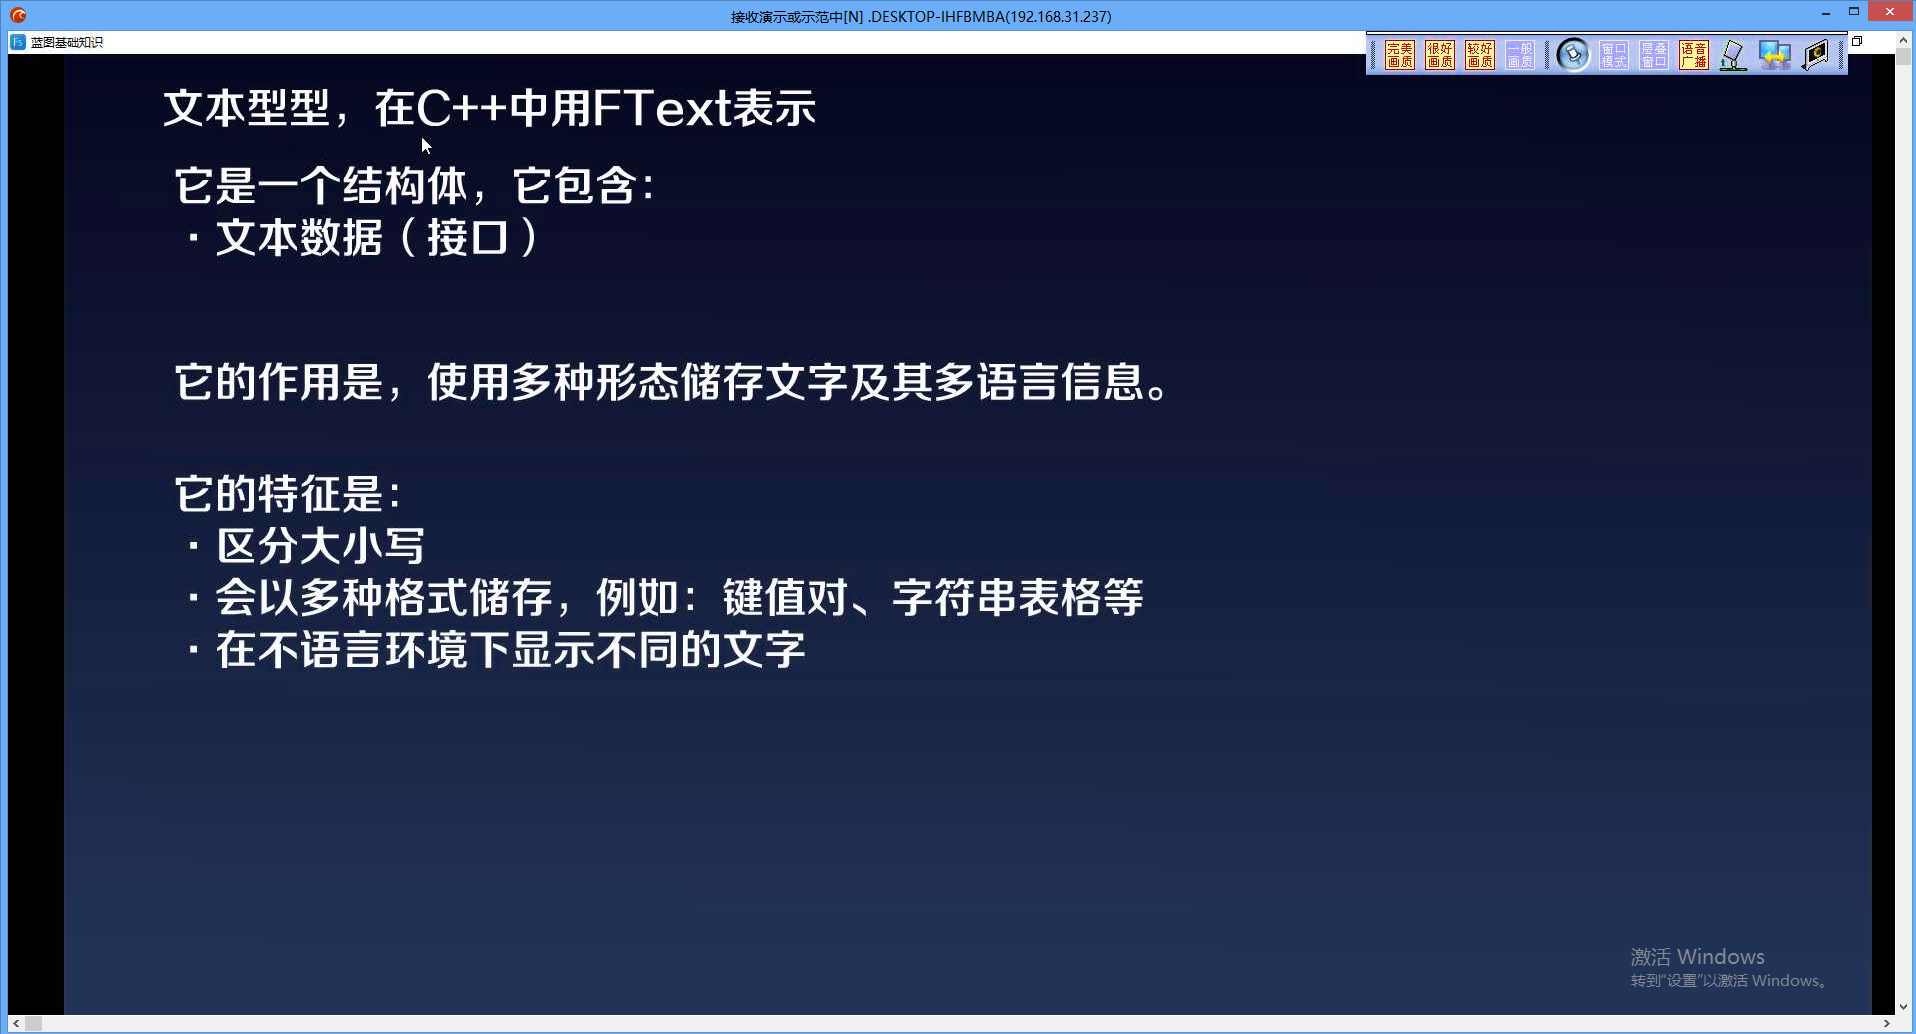 接收演示或示范中[N] .DESKTOP-IHFBMBA(192.168.31.237)
Fs 蓝图基础知识
完美画质 很好画质 较好画质 一般画质 窗口模式 层叠窗口 语音广播
文本型型，在C++中用FText表示
它是一个结构体，它包含：
· 文本数据（接口）
它的作用是，使用多种形态储存文字及其多语言信息。
它的特征是：
· 区分大小写
· 会以多种格式储存，例如：键值对、字符串表格等
· 在不语言环境下显示不同的文字
激活 Windows
转到“设置”以激活 Windows。